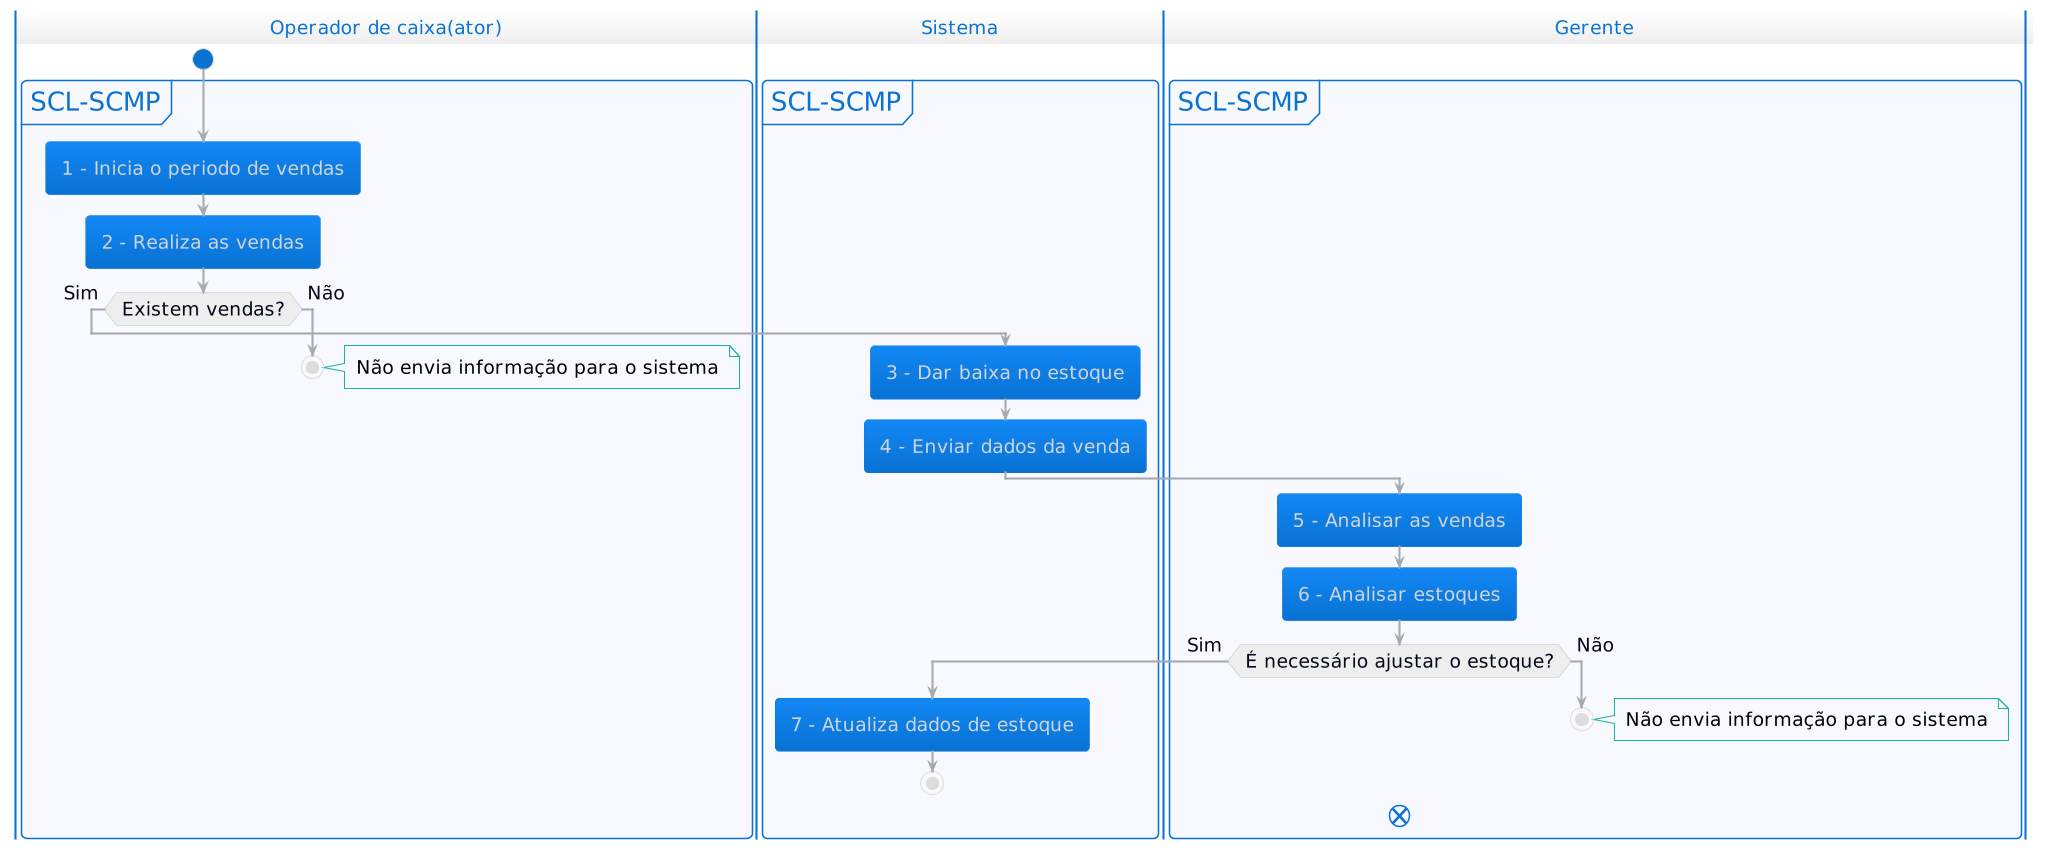 Operador de caixa(ator)
Sistema
Gerente
SCL-SCMP
SCL-SCMP
SCL-SCMP
1 - Inicia o periodo de vendas
2 - Realiza as vendas
Sim
Existem vendas?
Não
Não envia informação para o sistema
3 - Dar baixa no estoque
4 - Enviar dados da venda
5 - Analisar as vendas
6 - Analisar estoques
Sim
É necessário ajustar o estoque?
Não
7 - Atualiza dados de estoque
Não envia informação para o sistema